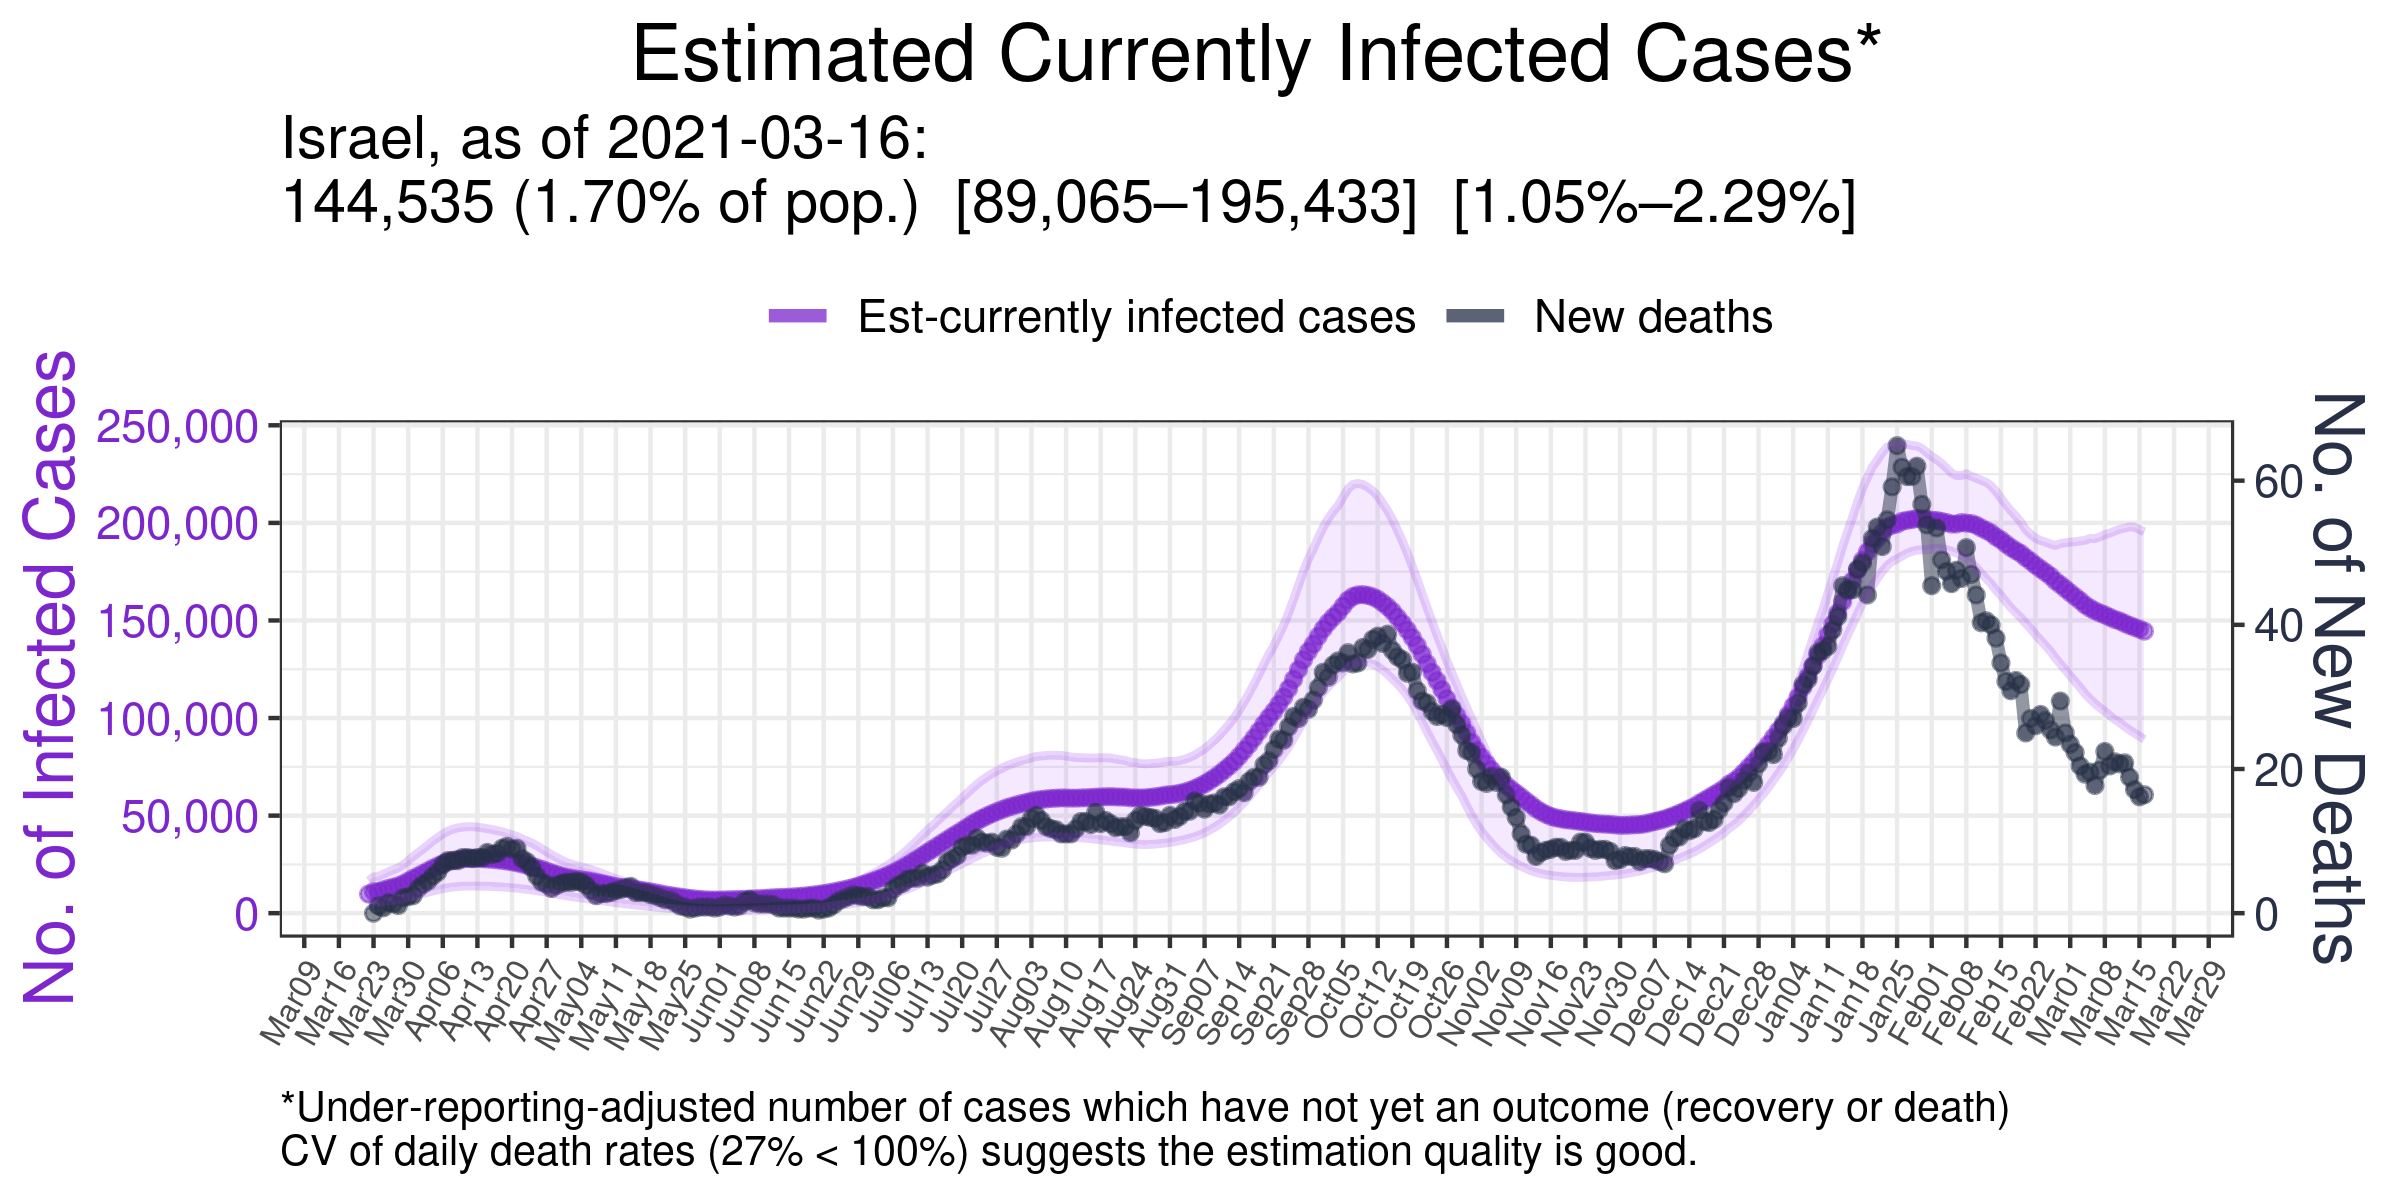 Estimated Currently Infected Cases*
Israel, as of 2021-03-16:
144,535 (1.70% of pop.) [89,065–195,433] [1.05%–2.29%]
Est-currently infected cases New deaths
No. of Infected Cases
250,000
200,000
150,000
100,000
50,000
0
60
40
20
0
No. of New Deaths
Mar09 Mar16 Mar23 Mar30 Apr06 Apr13 Apr20 Apr27 May04 May11 May18 May25 Jun01 Jun08 Jun15 Jun22 Jun29 Jul06 Jul13 Jul20 Jul27 Aug03 Aug10 Aug17 Aug24 Aug31 Sep07 Sep14 Sep21 Sep28 Oct05 Oct12 Oct19 Oct26 Nov02 Nov09 Nov16 Nov23 Nov30 Dec07 Dec14 Dec21 Dec28 Jan04 Jan11 Jan18 Jan25 Feb01 Feb08 Feb15 Feb22 Mar01 Mar08 Mar15 Mar22 Mar29
*Under-reporting-adjusted number of cases which have not yet an outcome (recovery or death)
CV of daily death rates (27% < 100%) suggests the estimation quality is good.